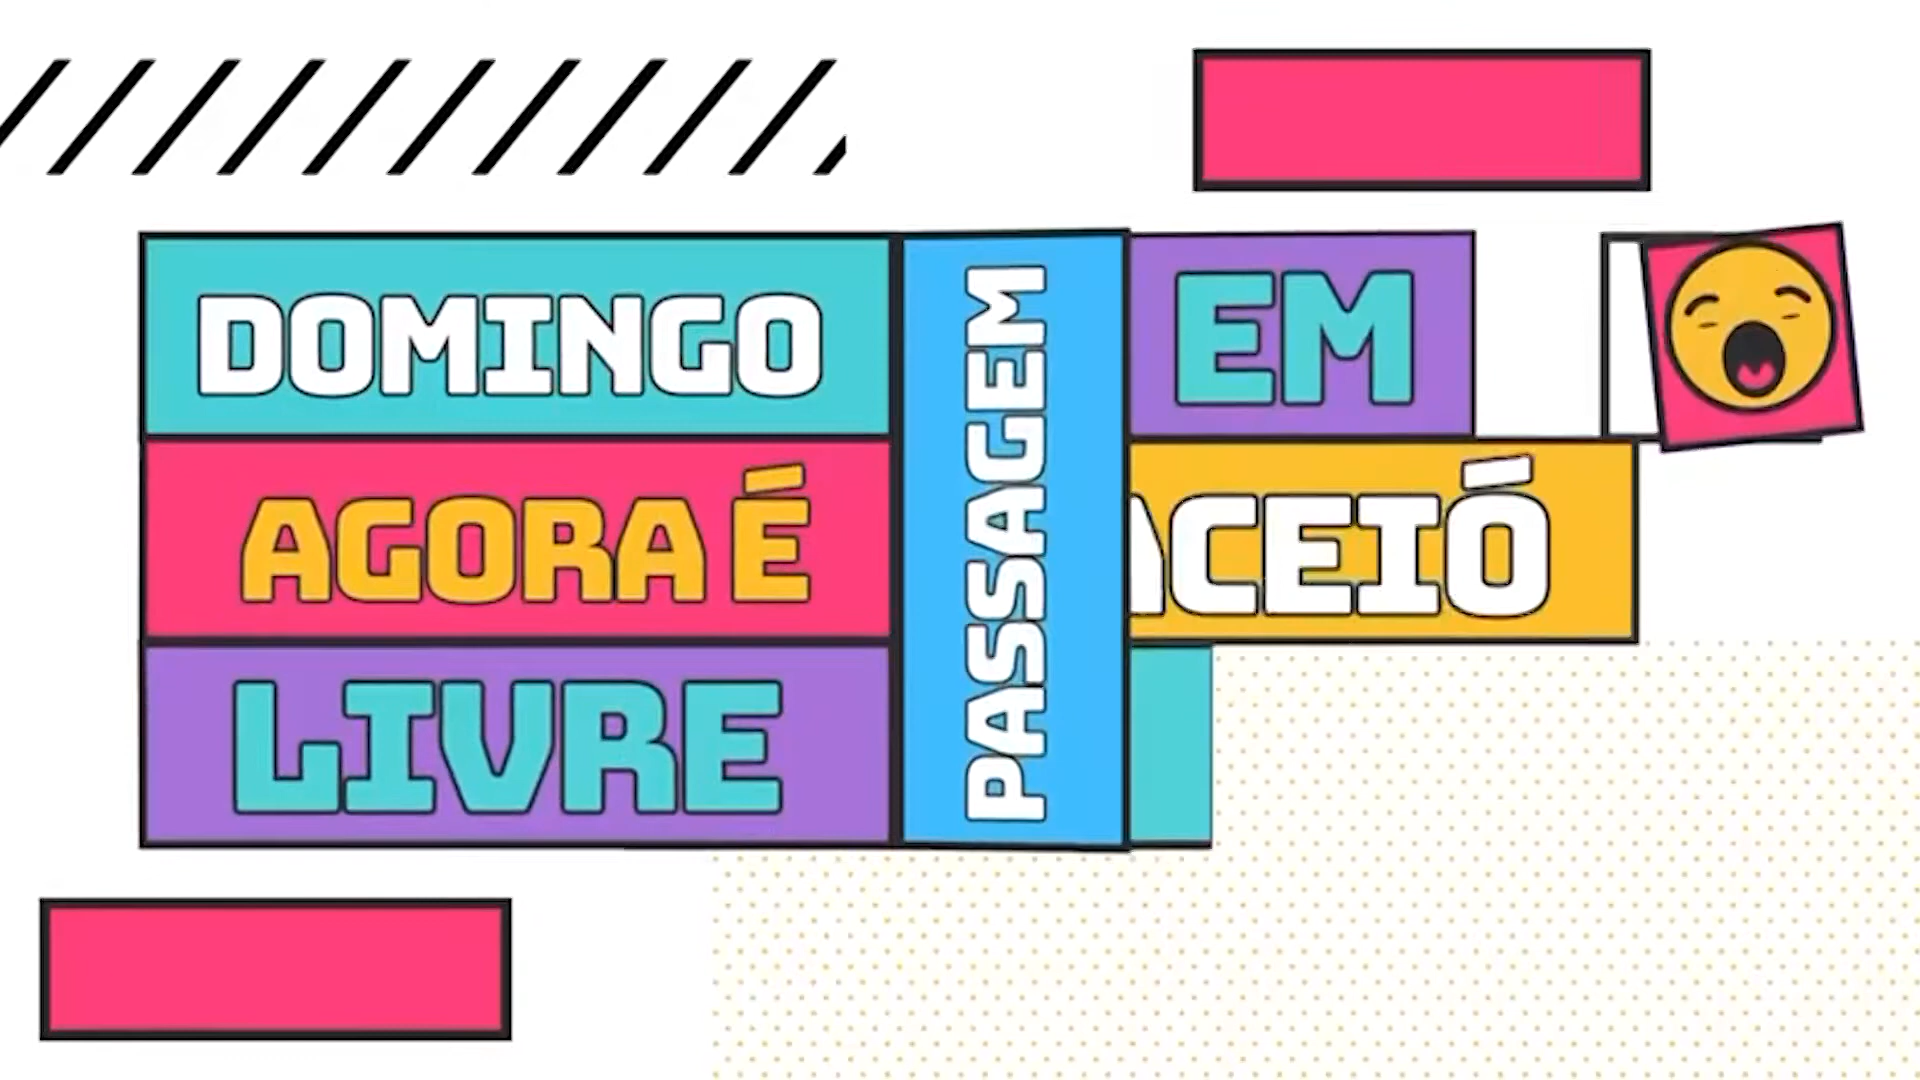 DOMINGO
AGORA É
LIVRE
PASSAGEM
EM
ACEIÓ